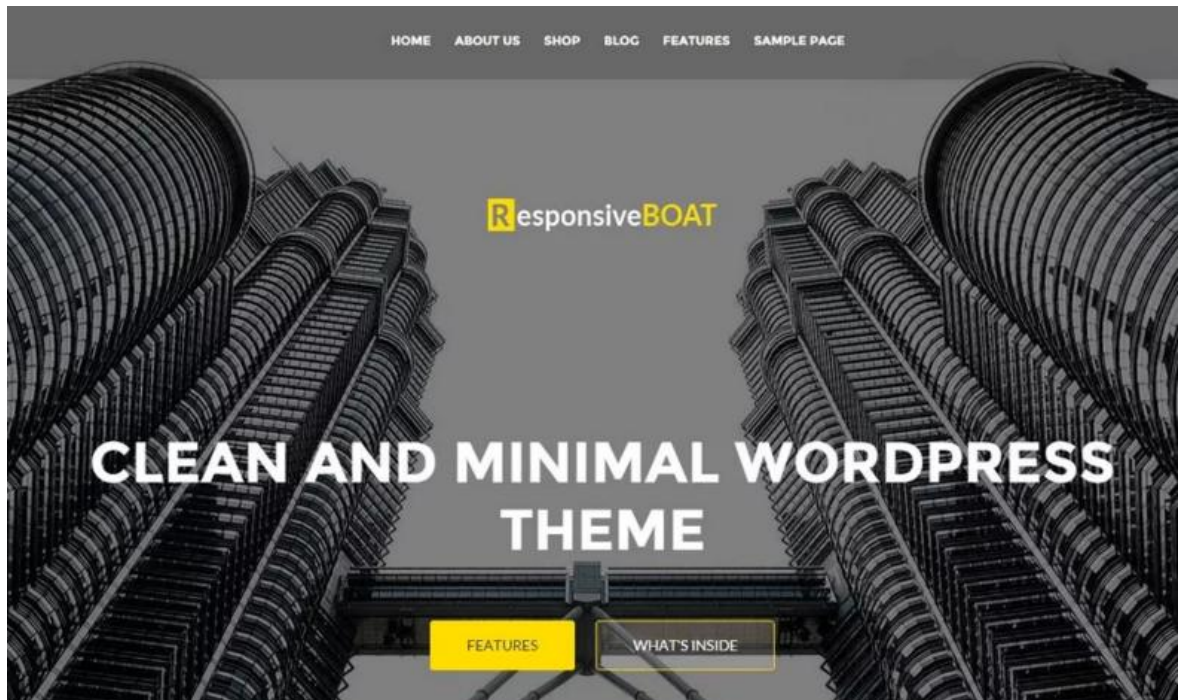 HOME ABOUT US SHOP BLOG FEATURES SAMPLE PAGE
ResponsiveBOAT
CLEAN AND MINIMAL WORDPRESS
THEME
FEATURES WHAT'S INSIDE